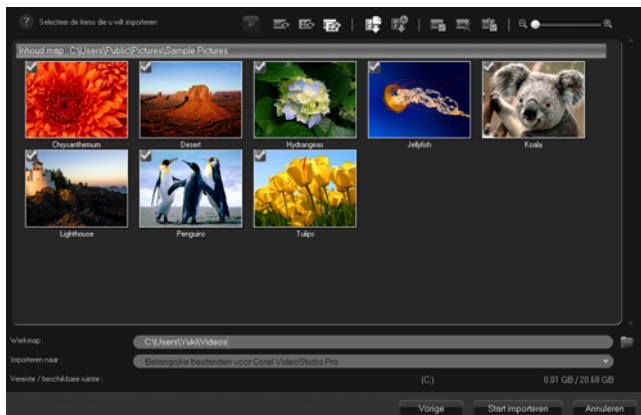 Selecteer de items die u wilt importeren
Inhoud map : C:\Users\Public\Pictures\Sample Pictures
Chrysanthemum Desert Hydrangeas Jellyfish Koala
Lighthouse Penguins Tulips
Werkmap : C:\Users\Yuki\Videos
Importeren naar : Belangrijke bestanden voor Corel VideoStudio Pro
Vereiste / beschikbare ruimte : (C:) 0.01 GB / 20.68 GB
Vorige Start importeren Annuleren